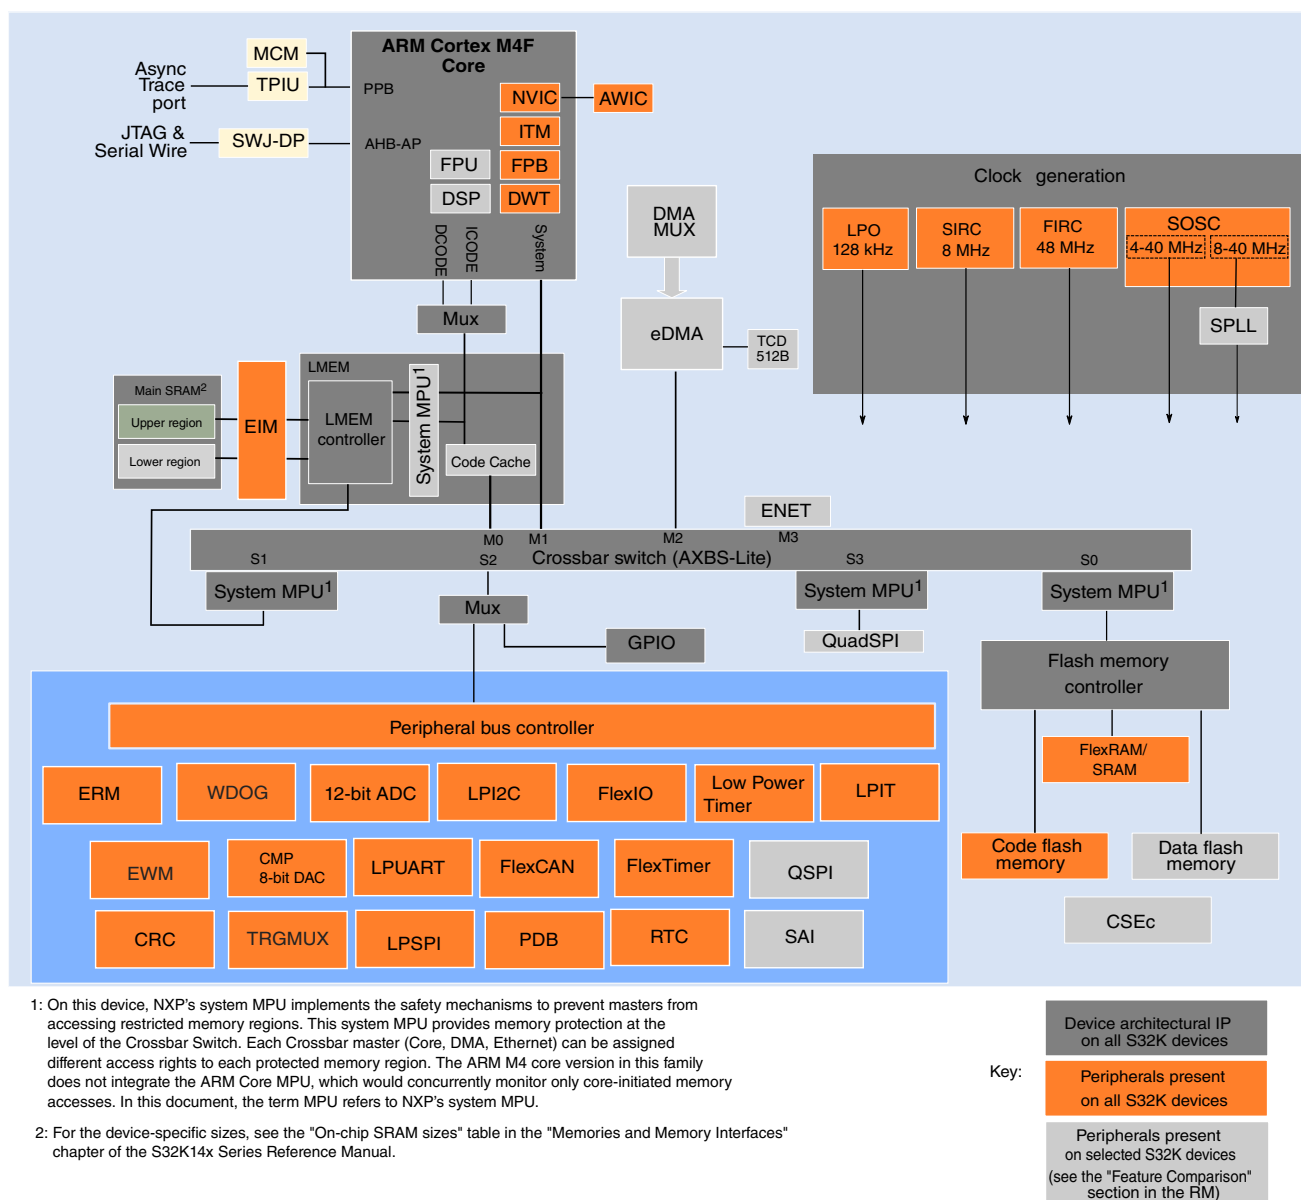 ARM Cortex M4F
Core
MCM
TPIU
Async
Trace
port
PPB
JTAG &
Serial Wire
SWJ-DP
AHB-AP
NVIC
AWIC
ITM
FPU
FPB
DSP
DWT
DCODE
ICODE
System
Mux
DMA
MUX
eDMA
TCD
512B
Clock generation
LPO
128 kHz
SIRC
8 MHz
FIRC
48 MHz
SOSC
4-40 MHz
8-40 MHz
SPLL
Main SRAM2
Upper region
Lower region
EIM
LMEM
LMEM
controller
System MPU1
Code Cache
ENET
M0
M1
M2
M3
Crossbar switch (AXBS-Lite)
S1
S2
S3
S0
System MPU1
Mux
System MPU1
System MPU1
GPIO
QuadSPI
Flash memory
controller
FlexRAM/
SRAM
Code flash
memory
Data flash
memory
CSEc
Peripheral bus controller
ERM
WDOG
12-bit ADC
LPI2C
FlexIO
Low Power
Timer
LPIT
EWM
CMP
8-bit DAC
LPUART
FlexCAN
FlexTimer
QSPI
CRC
TRGMUX
LPSPI
PDB
RTC
SAI
1: On this device, NXP's system MPU implements the safety mechanisms to prevent masters from
accessing restricted memory regions. This system MPU provides memory protection at the
level of the Crossbar Switch. Each Crossbar master (Core, DMA, Ethernet) can be assigned
different access rights to each protected memory region. The ARM M4 core version in this family
does not integrate the ARM Core MPU, which would concurrently monitor only core-initiated memory
accesses. In this document, the term MPU refers to NXP's system MPU.
2: For the device-specific sizes, see the "On-chip SRAM sizes" table in the "Memories and Memory Interfaces"
chapter of the S32K14x Series Reference Manual.
Key:
Device architectural IP
on all S32K devices
Peripherals present
on all S32K devices
Peripherals present
on selected S32K devices
(see the "Feature Comparison"
section in the RM)